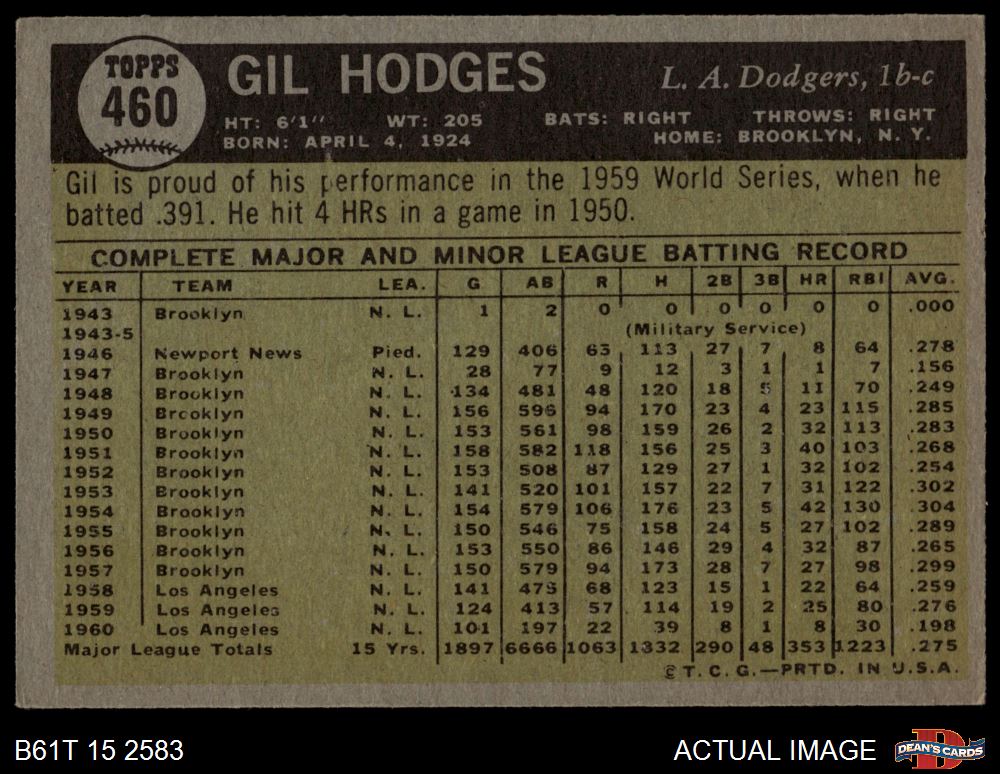 TOPPS
460
GIL HODGES
L. A. Dodgers, 1b-c
HT: 6'1" WT: 205 BATS: RIGHT THROWS: RIGHT
BORN: APRIL 4, 1924 HOME: BROOKLYN, N. Y.
Gil is proud of his performance in the 1959 World Series, when he
batted .391. He hit 4 HRs in a game in 1950.
COMPLETE MAJOR AND MINOR LEAGUE BATTING RECORD
YEAR TEAM LEA. G AB R H 2B 3B HR RBI AVG.
1943 Brooklyn N. L. 1 2 0 0 0 0 0 0 .000
1943-5 (Military Service)
1946 Newport News Pied. 129 406 65 113 27 7 8 64 .278
1947 Brooklyn N. L. 28 77 9 12 3 1 1 7 .156
1948 Brooklyn N. L. 134 481 48 120 18 5 11 70 .249
1949 Brooklyn N. L. 156 596 94 170 23 4 23 115 .285
1950 Brooklyn N. L. 153 561 98 159 26 2 32 113 .283
1951 Brooklyn N. L. 158 582 118 156 25 3 40 103 .268
1952 Brooklyn N. L. 153 508 87 129 27 1 32 102 .254
1953 Brooklyn N. L. 141 520 101 157 22 7 31 122 .302
1954 Brooklyn N. L. 154 579 106 176 23 5 42 130 .304
1955 Brooklyn N. L. 150 546 75 158 24 5 27 102 .289
1956 Brooklyn N. L. 153 550 86 146 29 4 32 87 .265
1957 Brooklyn N. L. 150 579 94 173 28 7 27 98 .299
1958 Los Angeles N. L. 141 475 68 123 15 1 22 64 .259
1959 Los Angeles N. L. 124 413 57 114 19 2 25 80 .276
1960 Los Angeles N. L. 101 197 22 39 8 1 8 30 .198
Major League Totals 15 Yrs. 1897 6666 1063 1832 290 48 353 1223 .275
© T. C. G.—PRTD. IN U.S.A.
B61T 15 2583 ACTUAL IMAGE DEAN'S CARDS